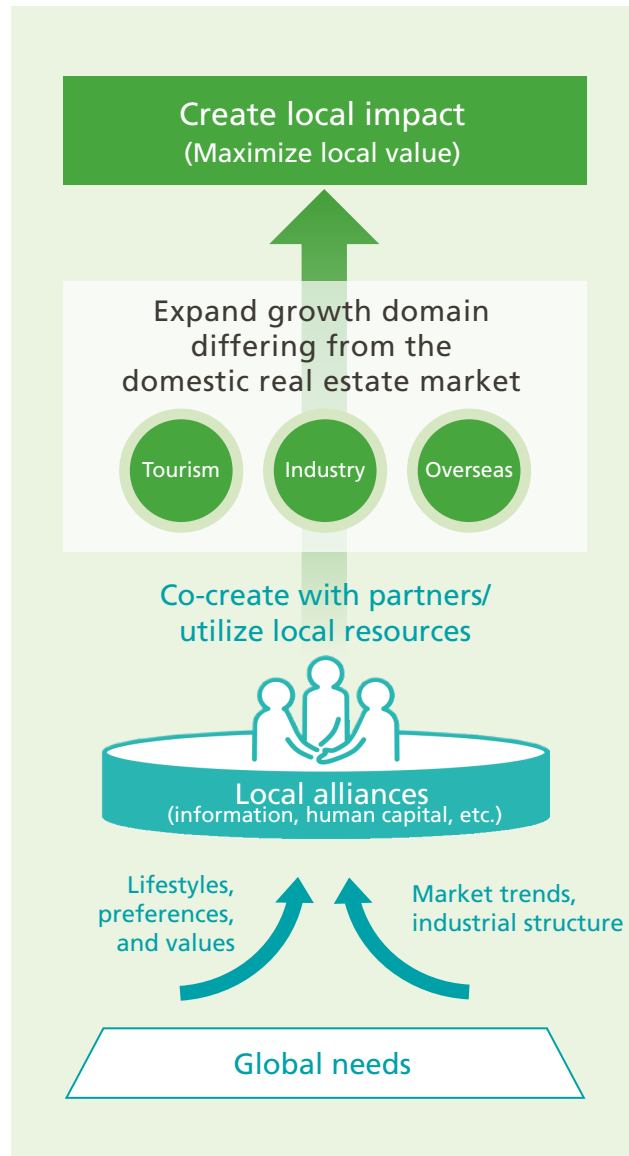 Create local impact
(Maximize local value)
Expand growth domain
differing from the
domestic real estate market
Tourism
Industry
Overseas
Co-create with partners/
utilize local resources
Local alliances
(information, human capital, etc.)
Lifestyles,
preferences,
and values
Market trends,
industrial structure
Global needs